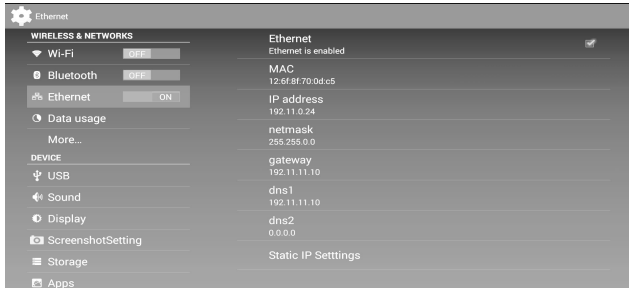 Ethernet
WIRELESS & NETWORKS
Wi-Fi OFF
Bluetooth OFF
Ethernet ON
Data usage
More...
DEVICE
USB
Sound
Display
ScreenshotSetting
Storage
Apps
Ethernet
Ethernet is enabled
MAC
12:6f:8f:70:0d:c5
IP address
192.11.0.24
netmask
255.255.0.0
gateway
192.11.11.10
dns1
192.11.11.10
dns2
0.0.0.0
Static IP Setttings